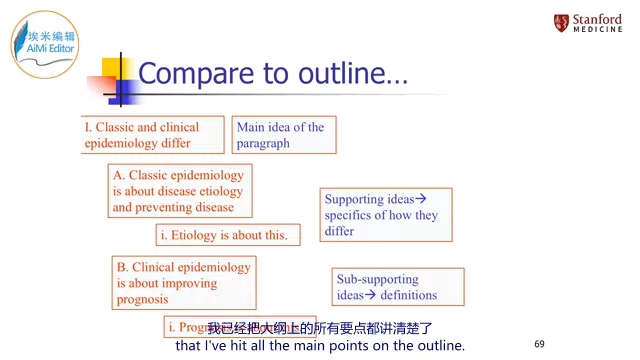 埃米编辑
AiMi Editor
Stanford
MEDICINE
Compare to outline…
I. Classic and clinical
epidemiology differ
Main idea of the
paragraph
A. Classic epidemiology
is about disease etiology
and preventing disease
Supporting ideas→
specifics of how they
differ
i. Etiology is about this.
B. Clinical epidemiology
is about improving
prognosis
Sub-supporting
ideas→ definitions
i.
我已经把大纲上的所有要点都讲清楚了
that I've hit all the main points on the outline.
69